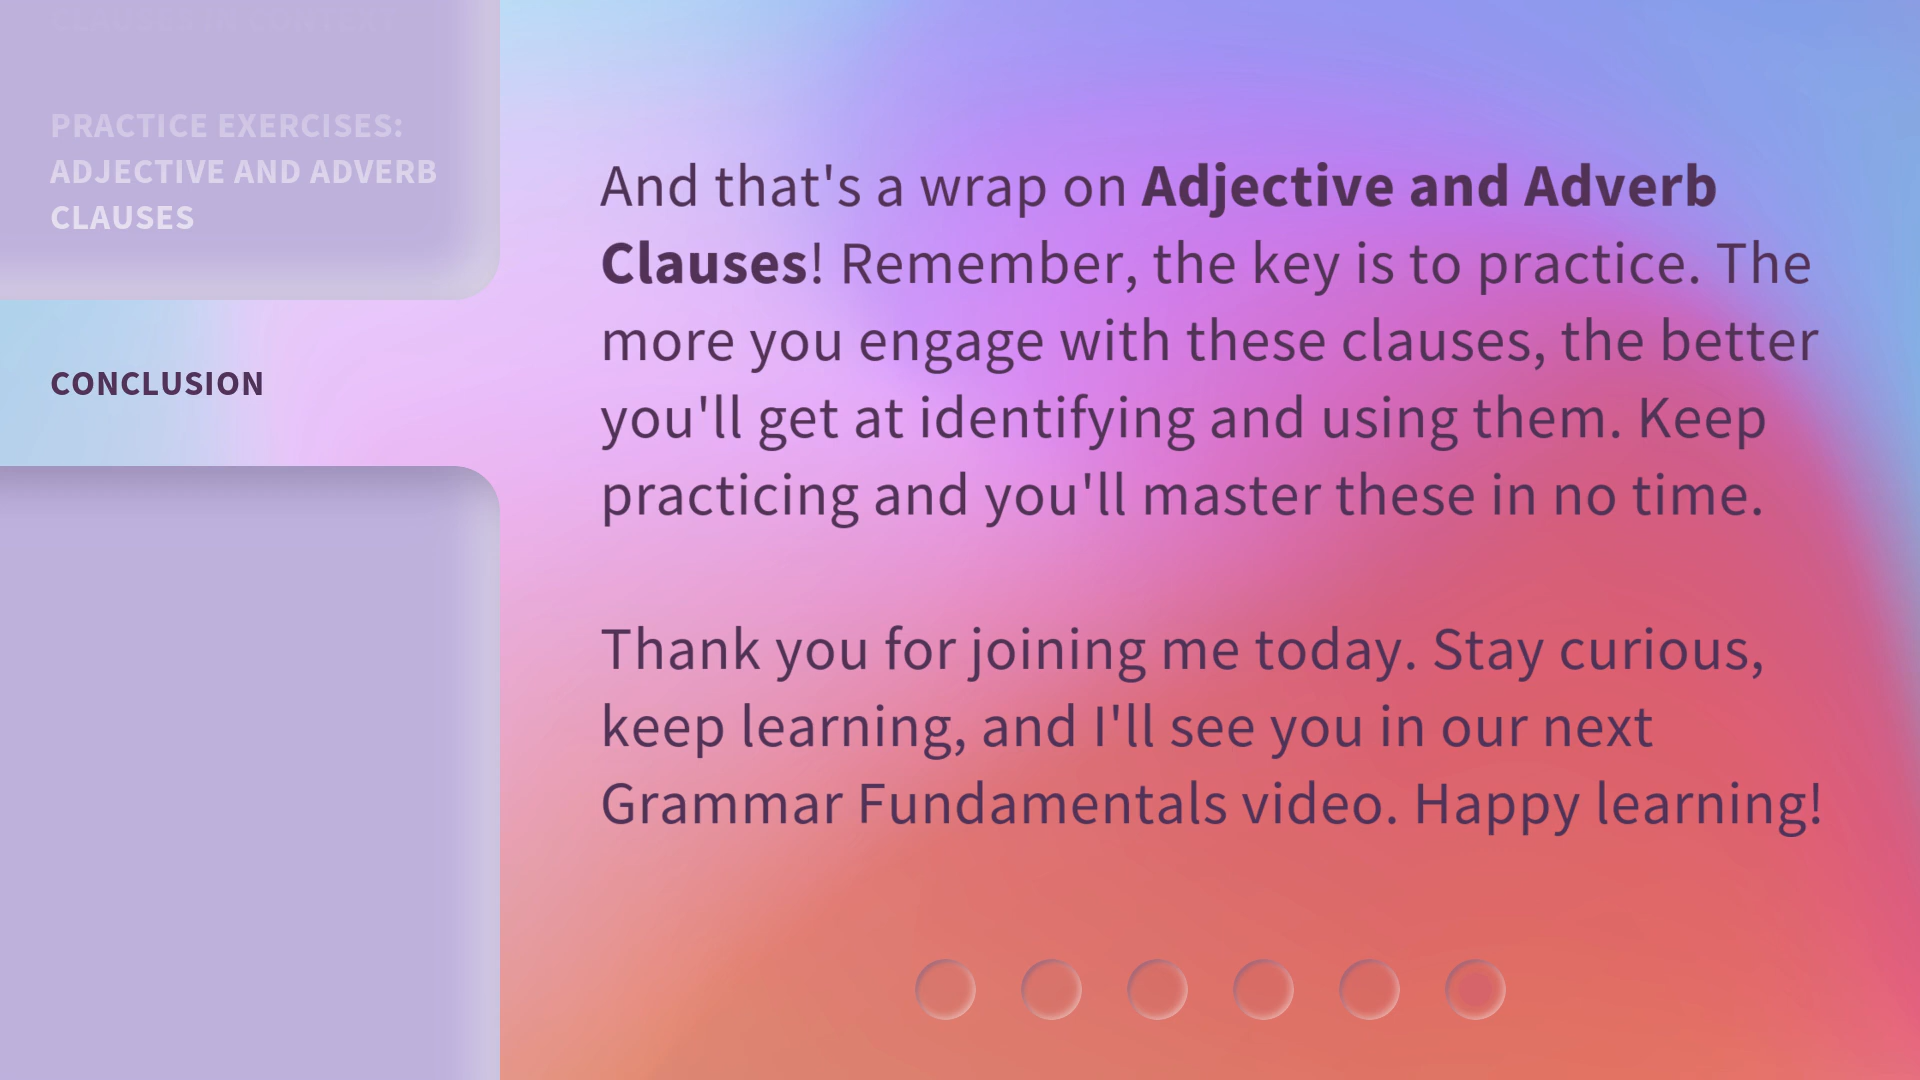 CLAUSES IN CONTEXT
PRACTICE EXERCISES:
ADJECTIVE AND ADVERB
CLAUSES
CONCLUSION
And that's a wrap on Adjective and Adverb
Clauses! Remember, the key is to practice. The
more you engage with these clauses, the better
you'll get at identifying and using them. Keep
practicing and you'll master these in no time.
Thank you for joining me today. Stay curious,
keep learning, and I'll see you in our next
Grammar Fundamentals video. Happy learning!